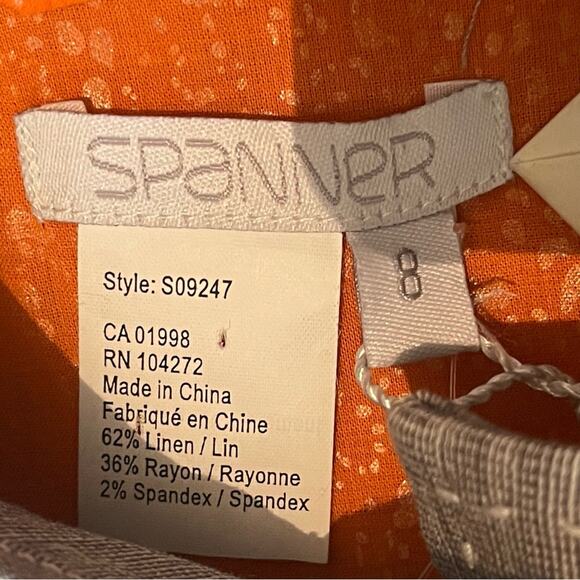 SPANNER
8
Style: S09247
CA 01998
RN 104272
Made in China
Fabriqué en Chine
62% Linen / Lin
36% Rayon / Rayonne
2% Spandex / Spandex